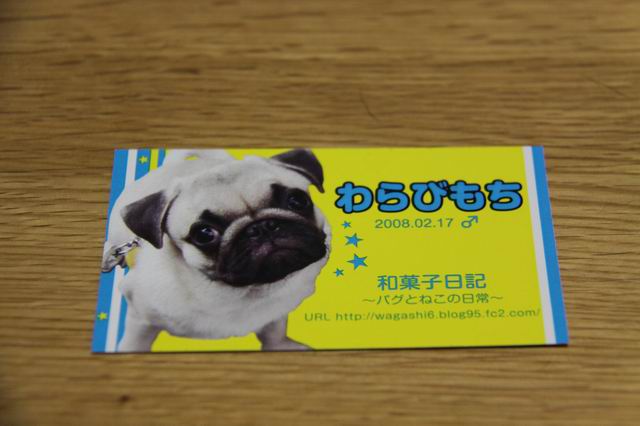 わらびもち
2008.02.17 ♂
和菓子日記
～パグとねこの日常～
URL http://wagashi6.blog95.fc2.com/